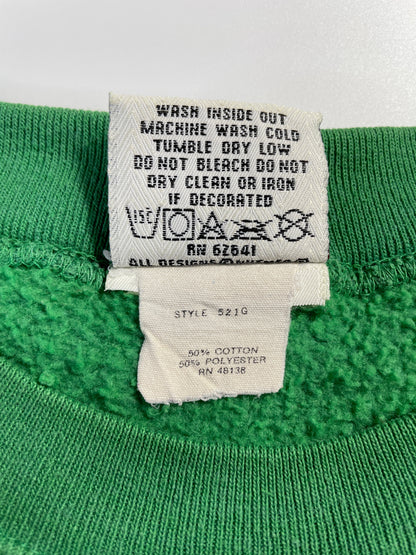 WASH INSIDE OUT
MACHINE WASH COLD
TUMBLE DRY LOW
DO NOT BLEACH DO NOT
DRY CLEAN OR IRON
IF DECORATED
15C
RN 62641
ALL DESIGNS
STYLE 521G
50% COTTON
50% POLYESTER
RN 48138